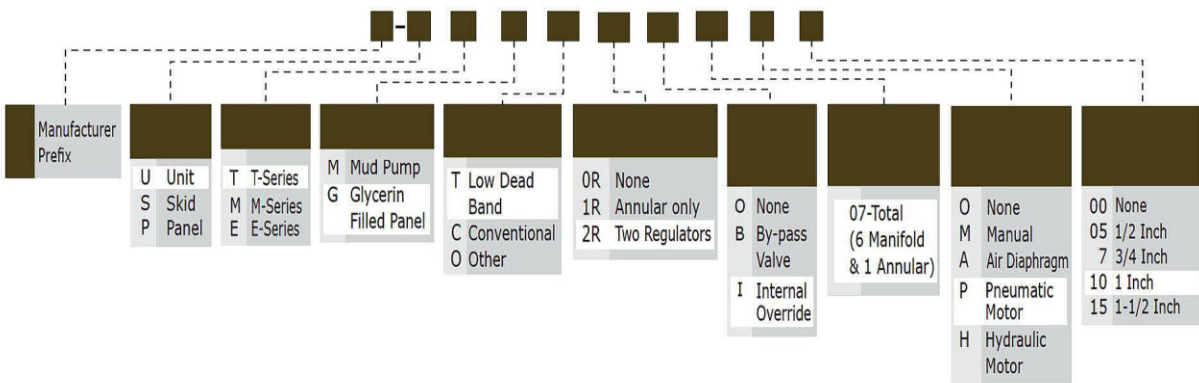 -
Manufacturer
Prefix
U Unit
S Skid
P Panel
T T-Series
M M-Series
E E-Series
M Mud Pump
G Glycerin
Filled Panel
T Low Dead
Band
C Conventional
O Other
0R None
1R Annular only
2R Two Regulators
O None
B By-pass
Valve
I Internal
Override
07-Total
(6 Manifold
& 1 Annular)
O None
M Manual
A Air Diaphragm
P Pneumatic
Motor
H Hydraulic
Motor
00 None
05 1/2 Inch
7 3/4 Inch
10 1 Inch
15 1-1/2 Inch